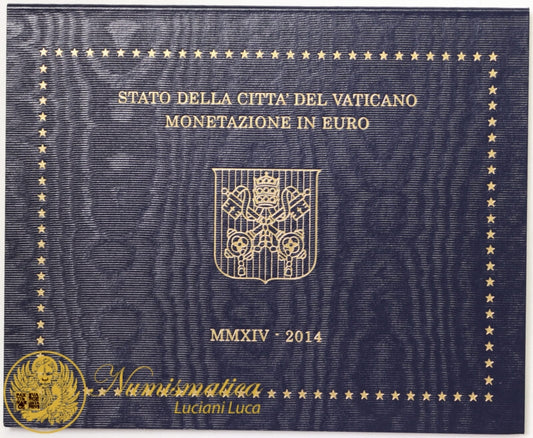 STATO DELLA CITTA' DEL VATICANO
MONETAZIONE IN EURO
MMXIV - 2014
Numismatica
Luciani Luca